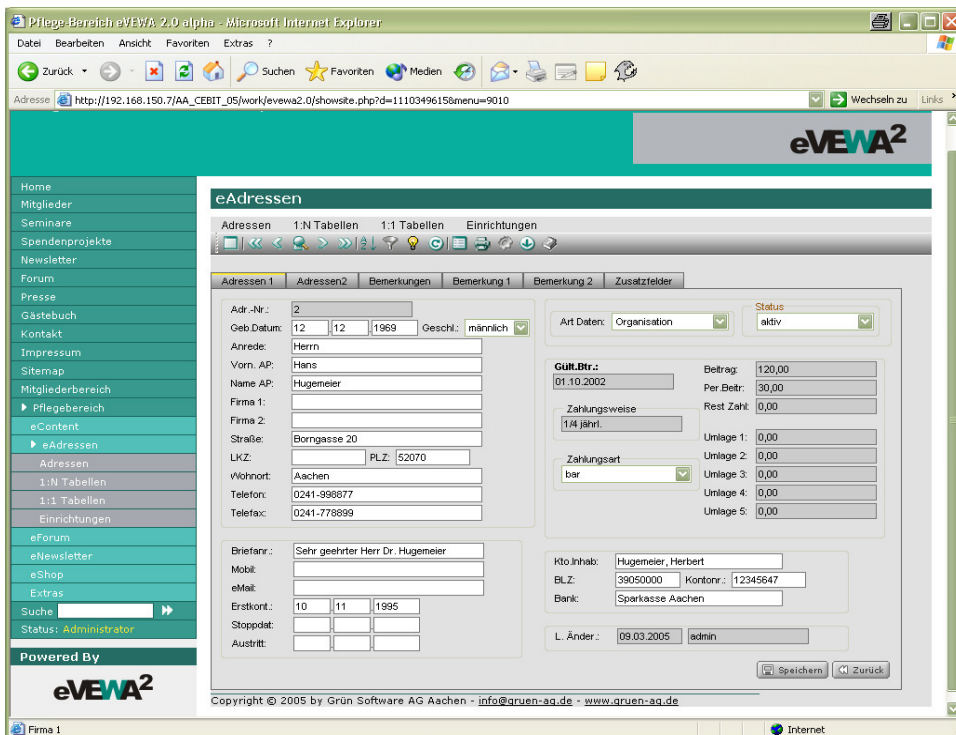 Pflege-Bereich eVEWA 2.0 alpha - Microsoft Internet Explorer
Datei Bearbeiten Ansicht Favoriten Extras ?
Zurück Suchen Favoriten Medien
Adresse http://192.168.150.7/AA_CEBIT_05/work/evewa2.0/showsite.php?d=1110349615&menu=9010 Wechseln zu Links »
eVEWA2
Home
Mitglieder
Seminare
Spendenprojekte
Newsletter
Forum
Presse
Gästebuch
Kontakt
Impressum
Sitemap
Mitgliederbereich
Pflegebereich
eContent
eAdressen
Adressen
1:N Tabellen
1:1 Tabellen
Einrichtungen
eForum
eNewsletter
eShop
Extras
Suche
Status: Administrator
Powered By
eVEWA2
eAdressen
Adressen 1:N Tabellen 1:1 Tabellen Einrichtungen
Adressen 1 Adressen2 Bemerkungen Bemerkung 1 Bemerkung 2 Zusatzfelder
Adr.-Nr.: 2
Geb.Datum: 12 .12 .1969 Geschl.: männlich
Anrede: Herrn
Vorn. AP: Hans
Name AP: Hugemeier
Firma 1:
Firma 2:
Straße: Borngasse 20
LKZ: PLZ: 52070
Wohnort: Aachen
Telefon: 0241-998877
Telefax: 0241-778899
Briefanr.: Sehr geehrter Herr Dr. Hugemeier
Mobil:
eMail:
Erstkont.: 10 .11 .1995
Stoppdat: . .
Austritt: . .
Art Daten: Organisation
Status
aktiv
Gült.Btr.:
01.10.2002
Zahlungsweise
1/4 jährl.
Zahlungsart
bar
Beitrag: 120,00
Per.Beitr: 30,00
Rest Zahl: 0,00
Umlage 1: 0,00
Umlage 2: 0,00
Umlage 3: 0,00
Umlage 4: 0,00
Umlage 5: 0,00
Kto.Inhab: Hugemeier, Herbert
BLZ: 39050000 Kontonr.: 12345647
Bank: Sparkasse Aachen
L. Änder.: 09.03.2005 admin
Speichern Zurück
Copyright © 2005 by Grün Software AG Aachen - info@gruen-ag.de - www.gruen-ag.de
Firma 1 Internet